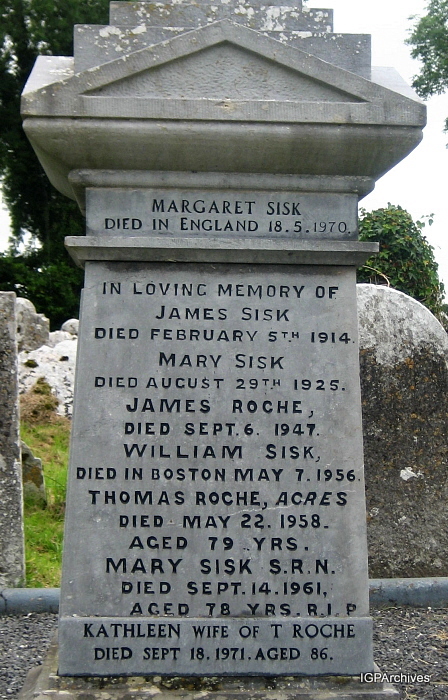 MARGARET SISK
DIED IN ENGLAND 18.5.1970.
IN LOVING MEMORY OF
JAMES SISK
DIED FEBRUARY 5TH 1914.
MARY SISK
DIED AUGUST 29TH 1925.
JAMES ROCHE,
DIED SEPT. 6. 1947.
WILLIAM SISK,
DIED IN BOSTON MAY 7. 1956.
THOMAS ROCHE, ACRES
DIED MAY 22. 1958.
AGED 79 YRS.
MARY SISK S.R.N.
DIED SEPT. 14. 1961,
AGED 78 YRS. R.I.P
KATHLEEN WIFE OF T ROCHE
DIED SEPT 18. 1971. AGED 86.
IGPArchives